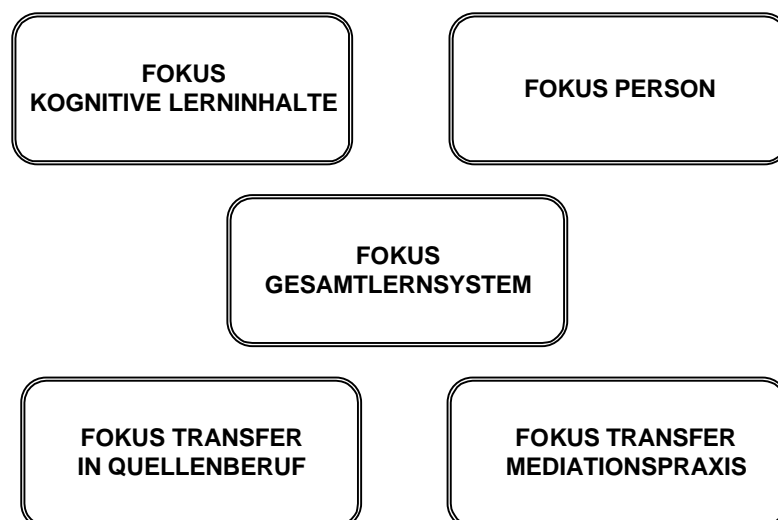 FOKUS
KOGNITIVE LERNINHALTE
FOKUS PERSON
FOKUS
GESAMTLERNSYSTEM
FOKUS TRANSFER
IN QUELLENBERUF
FOKUS TRANSFER
MEDIATIONSPRAXIS